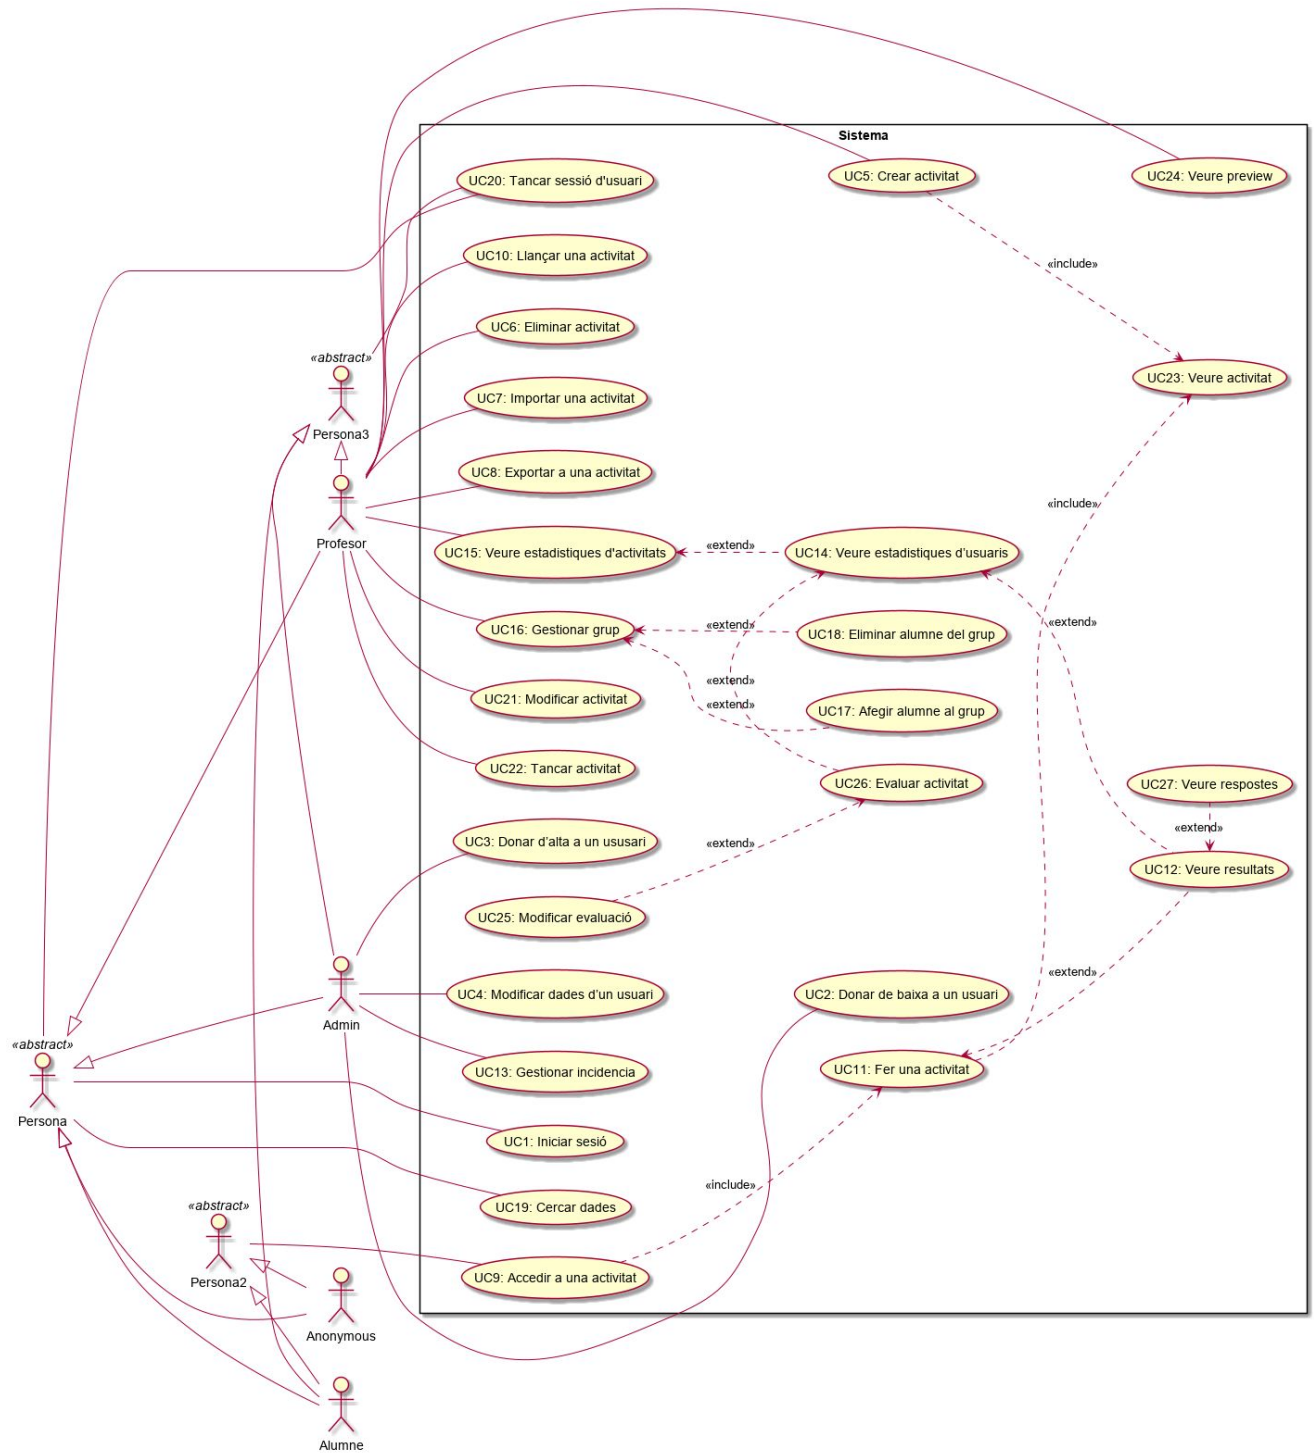 Sistema
UC20: Tancar sessió d'usuari
UC5: Crear activitat
UC24: Veure preview
UC10: Llançar una activitat
«include»
UC6: Eliminar activitat
«abstract»
Persona3
UC23: Veure activitat
UC7: Importar una activitat
UC8: Exportar a una activitat
«include»
Profesor
UC15: Veure estadistiques d'activitats
«extend»
UC14: Veure estadistiques d’usuaris
UC16: Gestionar grup
«extend»
UC18: Eliminar alumne del grup
«extend»
UC21: Modificar activitat
«extend»
«extend»
UC17: Afegir alumne al grup
UC22: Tancar activitat
UC26: Evaluar activitat
UC27: Veure respostes
UC3: Donar d’alta a un ususari
«extend»
«extend»
UC12: Veure resultats
UC25: Modificar evaluació
«extend»
UC4: Modificar dades d’un usuari
UC2: Donar de baixa a un usuari
Admin
«abstract»
Persona
UC13: Gestionar incidencia
UC11: Fer una activitat
UC1: Iniciar sesió
«include»
UC19: Cercar dades
«abstract»
Persona2
UC9: Accedir a una activitat
Anonymous
Alumne